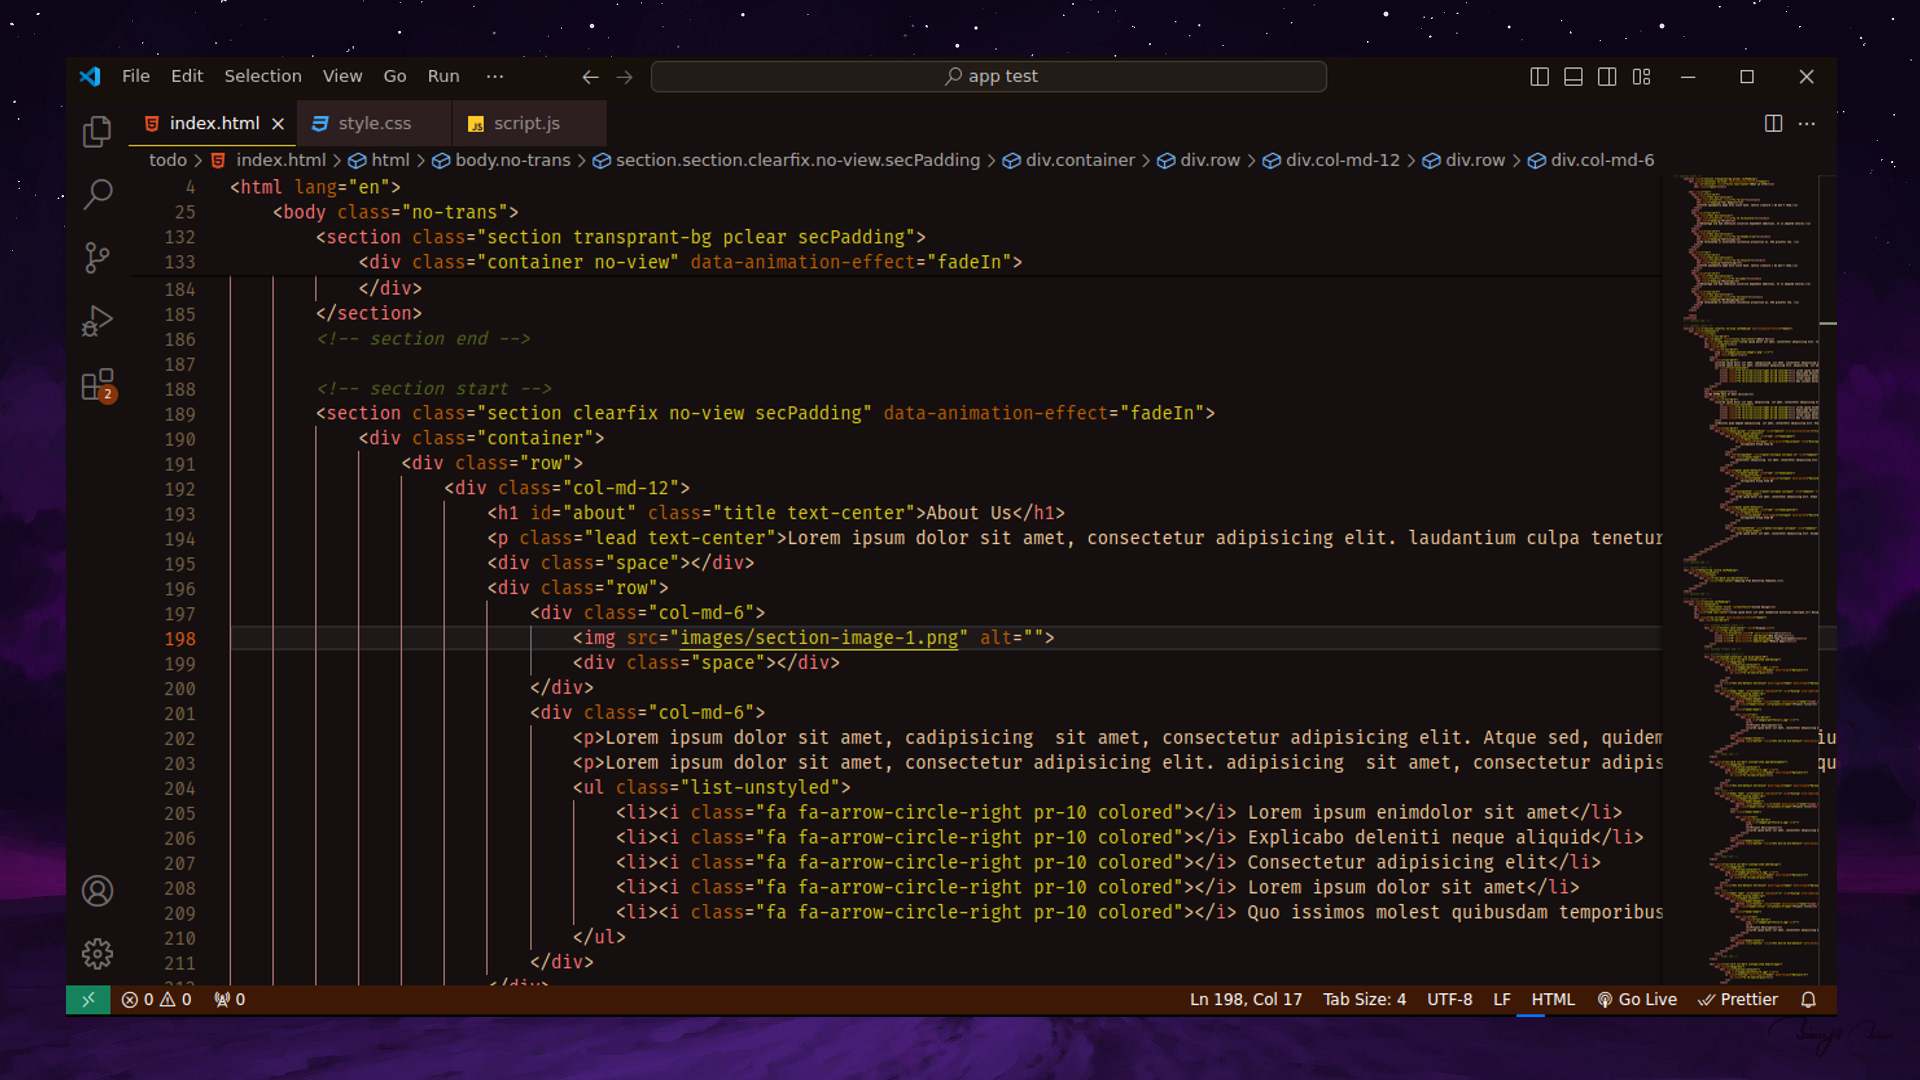 File Edit Selection View Go Run ··· app test
index.html style.css script.js
todo > index.html > html > body.no-trans > section.section.clearfix.no-view.secPadding > div.container > div.row > div.col-md-12 > div.row > div.col-md-6
4 <html lang="en">
25 <body class="no-trans">
132 <section class="section transprant-bg pclear secPadding">
133 <div class="container no-view" data-animation-effect="fadeIn">
184 </div>
185 </section>
186 <!-- section end -->
187
188 <!-- section start -->
189 <section class="section clearfix no-view secPadding" data-animation-effect="fadeIn">
190 <div class="container">
191 <div class="row">
192 <div class="col-md-12">
193 <h1 id="about" class="title text-center">About Us</h1>
194 <p class="lead text-center">Lorem ipsum dolor sit amet, consectetur adipisicing elit. laudantium culpa tenetur
195 <div class="space"></div>
196 <div class="row">
197 <div class="col-md-6">
198 <img src="images/section-image-1.png" alt="">
199 <div class="space"></div>
200 </div>
201 <div class="col-md-6">
202 <p>Lorem ipsum dolor sit amet, cadipisicing  sit amet, consectetur adipisicing elit. Atque sed, quidem
203 <p>Lorem ipsum dolor sit amet, consectetur adipisicing elit. adipisicing  sit amet, consectetur adipis
204 <ul class="list-unstyled">
205 <li><i class="fa fa-arrow-circle-right pr-10 colored"></i> Lorem ipsum enimdolor sit amet</li>
206 <li><i class="fa fa-arrow-circle-right pr-10 colored"></i> Explicabo deleniti neque aliquid</li>
207 <li><i class="fa fa-arrow-circle-right pr-10 colored"></i> Consectetur adipisicing elit</li>
208 <li><i class="fa fa-arrow-circle-right pr-10 colored"></i> Lorem ipsum dolor sit amet</li>
209 <li><i class="fa fa-arrow-circle-right pr-10 colored"></i> Quo issimos molest quibusdam temporibus
210 </ul>
211 </div>
2
0 0 0 Ln 198, Col 17 Tab Size: 4 UTF-8 LF HTML Go Live Prettier